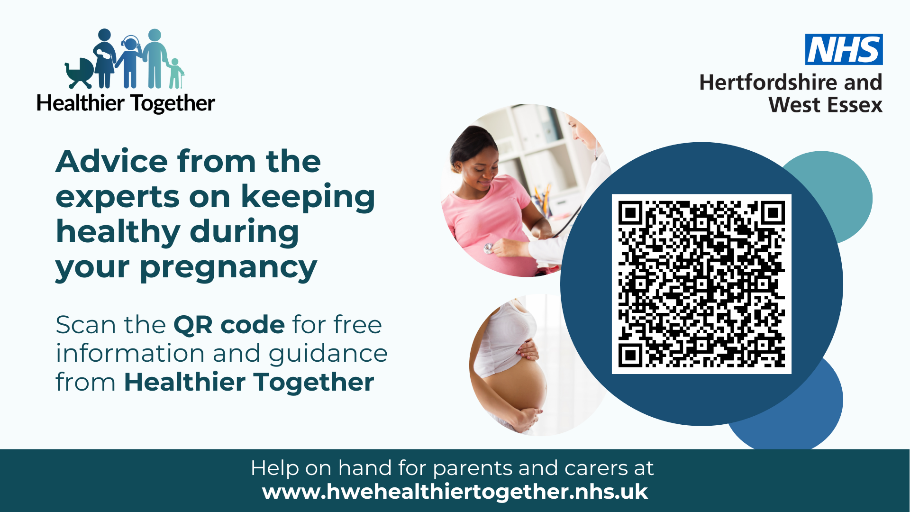 Healthier Together
NHS
Hertfordshire and
West Essex
Advice from the
experts on keeping
healthy during
your pregnancy
Scan the QR code for free
information and guidance
from Healthier Together
Help on hand for parents and carers at
www.hwehealthiertogether.nhs.uk